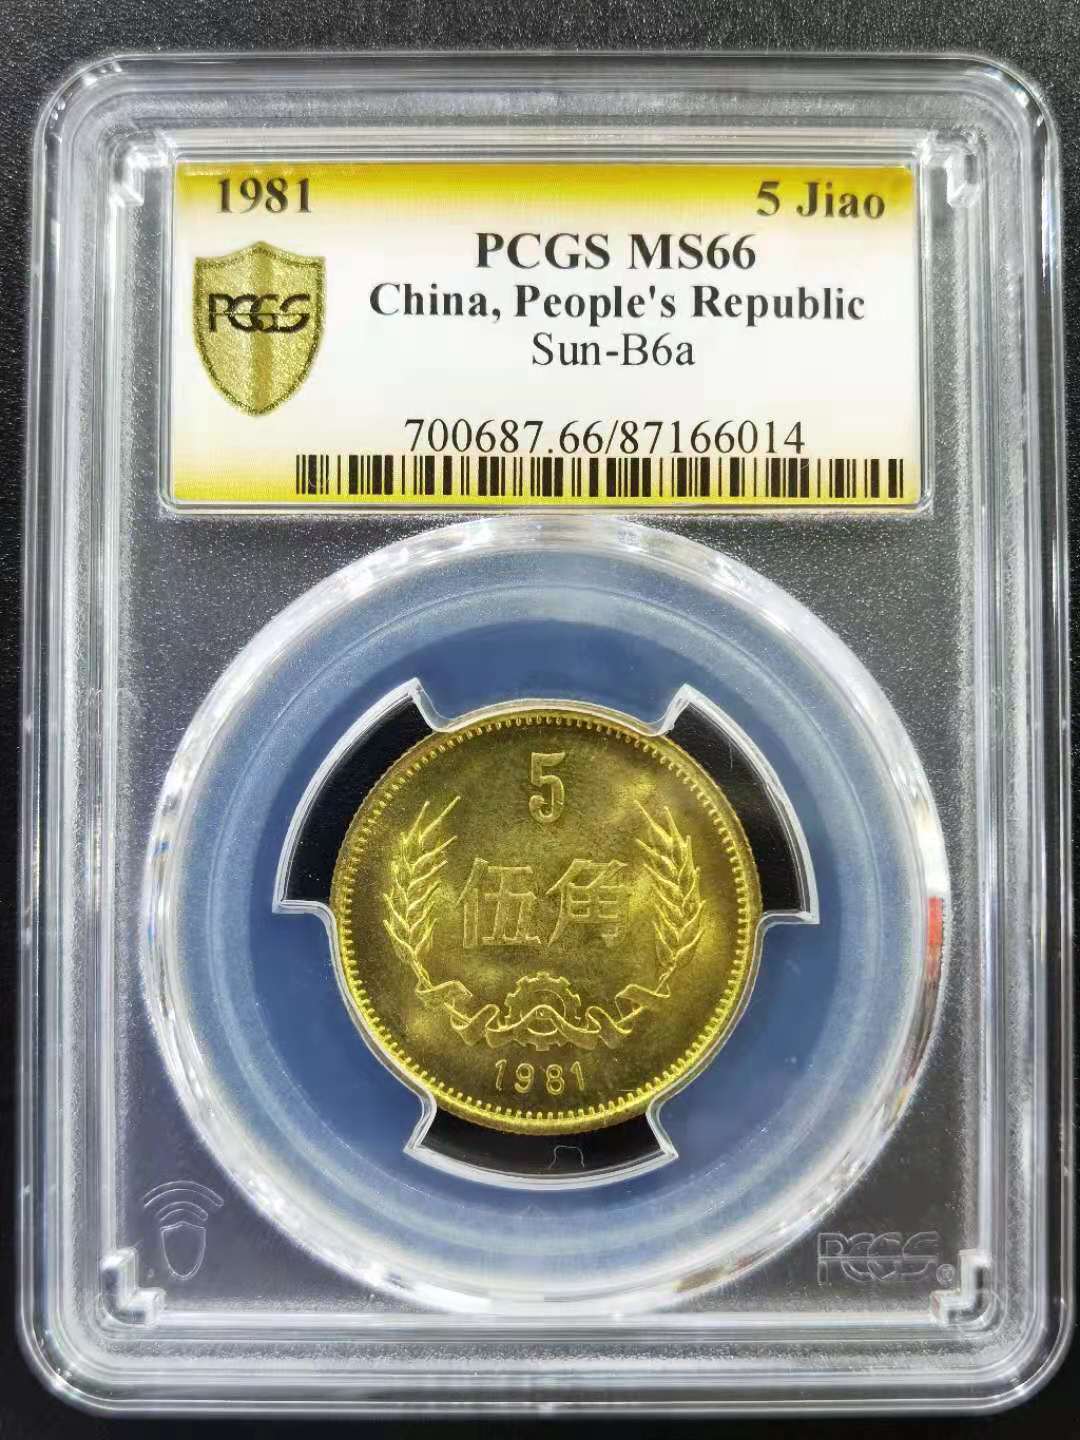 1981 5 Jiao
PCGS MS66
PCGS
China, People's Republic
Sun-B6a
700687.66/87166014
5
伍角
1981
PCGS®